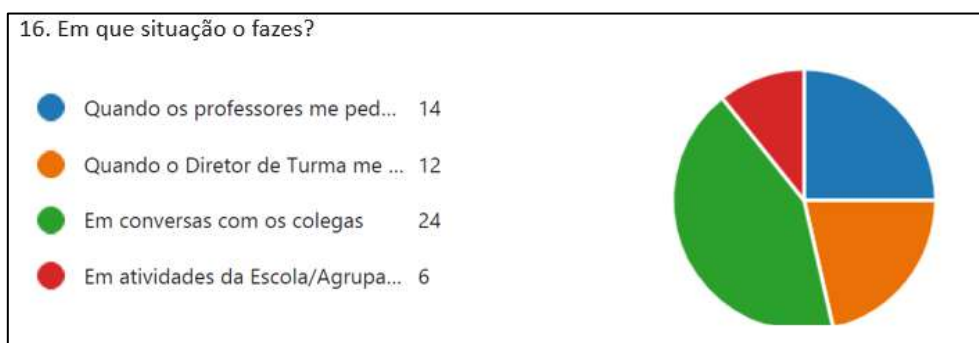 16. Em que situação o fazes?
Quando os professores me ped... 14
Quando o Diretor de Turma me ... 12
Em conversas com os colegas 24
Em atividades da Escola/Agrupa... 6